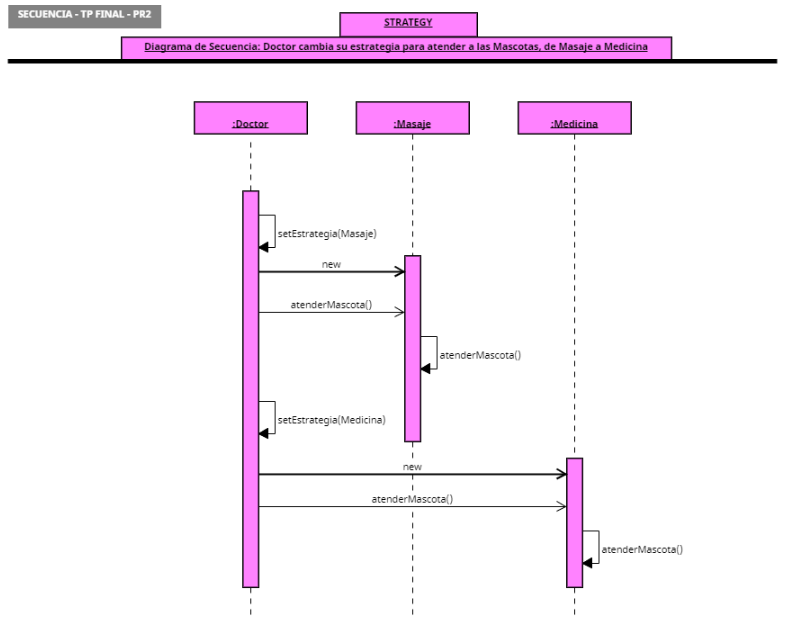 SECUENCIA - TP FINAL - PR2
STRATEGY
Diagrama de Secuencia: Doctor cambia su estrategia para atender a las Mascotas, de Masaje a Medicina
:Doctor
:Masaje
:Medicina
setEstrategia(Masaje)
new
atenderMascota()
atenderMascota()
setEstrategia(Medicina)
new
atenderMascota()
atenderMascota()